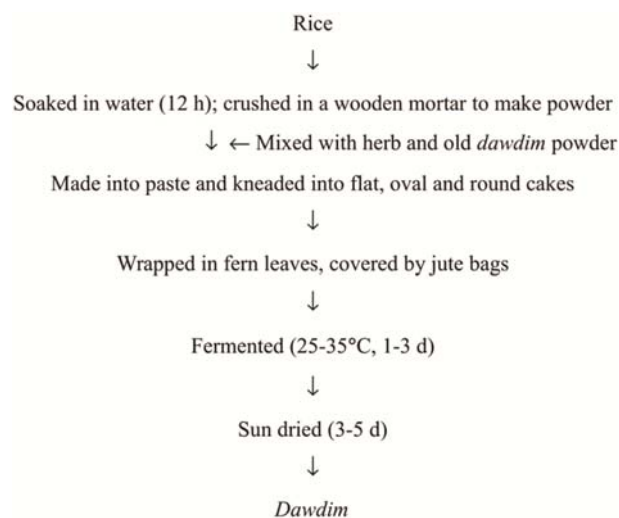 Rice
↓
Soaked in water (12 h); crushed in a wooden mortar to make powder
↓ ← Mixed with herb and old dawdim powder
Made into paste and kneaded into flat, oval and round cakes
↓
Wrapped in fern leaves, covered by jute bags
↓
Fermented (25-35°C, 1-3 d)
↓
Sun dried (3-5 d)
↓
Dawdim